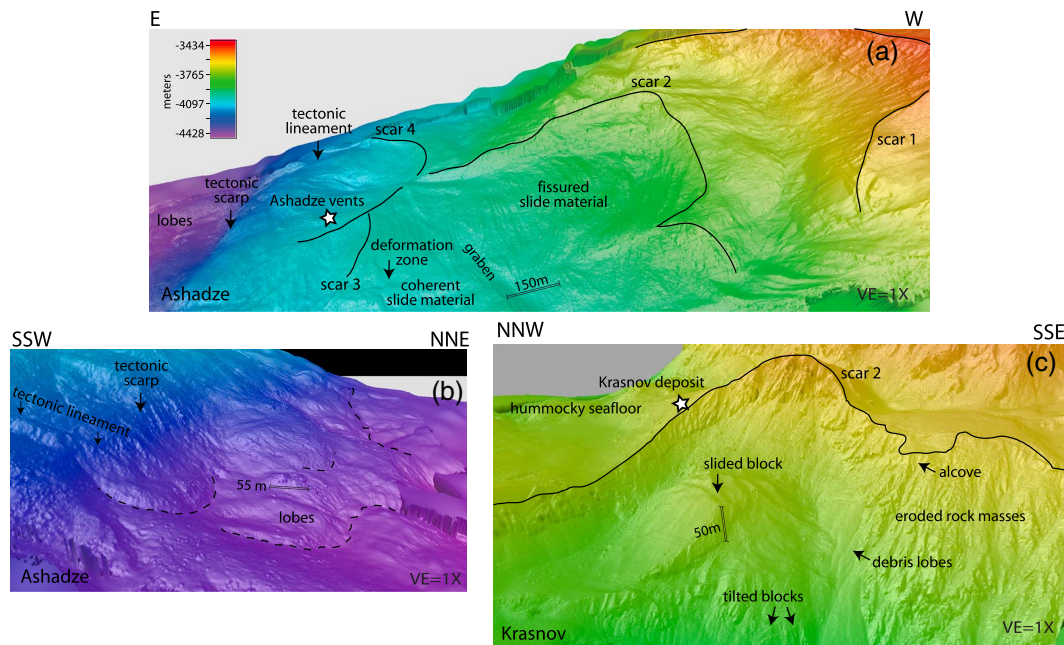 E
W
(a)
-3434
-3765
-4097
-4428
meters
scar 2
tectonic
lineament
scar 4
scar 1
tectonic
scarp
Ashadze vents
fissured
slide material
lobes
deformation
zone
graben
scar 3
coherent
slide material
150m
Ashadze
VE=1X
SSW
NNE
(b)
tectonic
scarp
tectonic lineament
55 m
lobes
Ashadze
VE=1X
NNW
SSE
(c)
Krasnov deposit
scar 2
hummocky seafloor
slided block
alcove
50m
eroded rock masses
debris lobes
tilted blocks
Krasnov
VE=1X